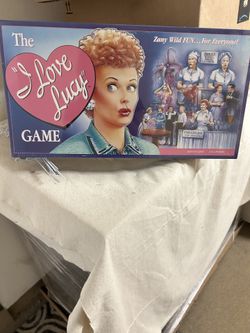 The
"I Love
Lucy"
GAME
Zany Wild FUN... For Everyone!